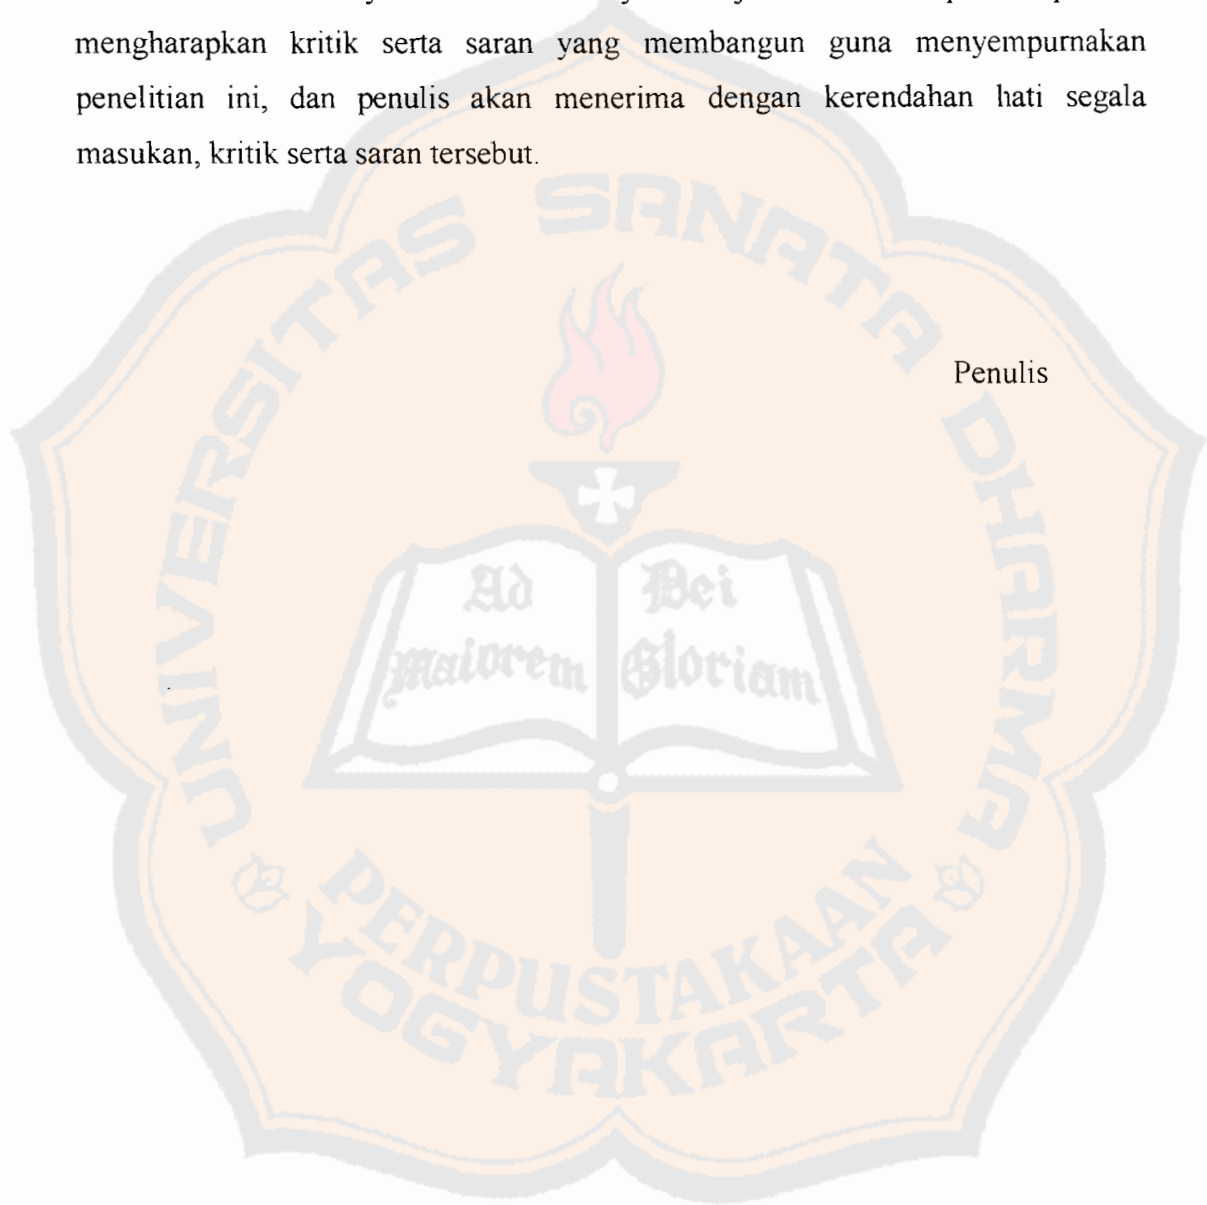 mengharapkan kritik serta saran yang membangun guna menyempurnakan
penelitian ini, dan penulis akan menerima dengan kerendahan hati segala
masukan, kritik serta saran tersebut.
UNIVERSITAS SANATA DHARMA
Penulis
Ad Dei
maiorem Gloriam
PERPUSTAKAAN
YOGYAKARTA